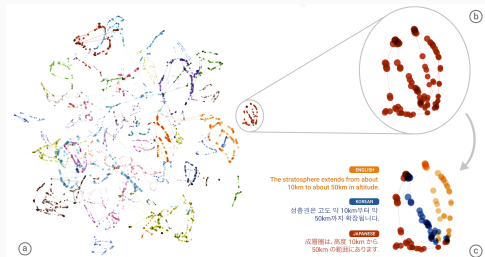 b
ENGLISH
The stratosphere extends from about
10km to about 50km in altitude.
KOREAN
성층권은 고도 약 10km부터 약
50km까지 확장됩니다.
JAPANESE
成層圏は、高度 10km から
50km の範囲にあります。
a
c